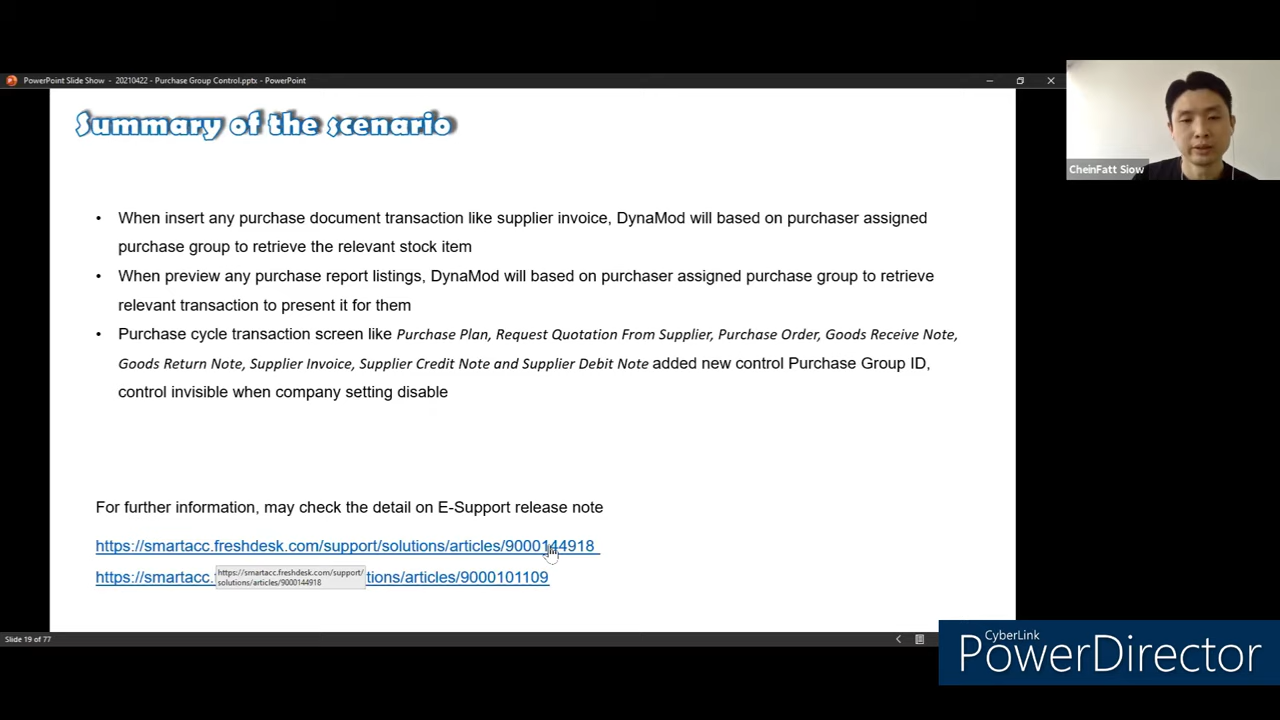 PowerPoint Slide Show - 20210422 - Purchase Group Control.pptx - PowerPoint
Summary of the scenario
CheinFatt Siow
• When insert any purchase document transaction like supplier invoice, DynaMod will based on purchaser assigned
purchase group to retrieve the relevant stock item
• When preview any purchase report listings, DynaMod will based on purchaser assigned purchase group to retrieve
relevant transaction to present it for them
• Purchase cycle transaction screen like Purchase Plan, Request Quotation From Supplier, Purchase Order, Goods Receive Note,
Goods Return Note, Supplier Invoice, Supplier Credit Note and Supplier Debit Note added new control Purchase Group ID,
control invisible when company setting disable
For further information, may check the detail on E-Support release note
https://smartacc.freshdesk.com/support/solutions/articles/9000144918
https://smartacc. tions/articles/9000101109
https://smartacc.freshdesk.com/support/
solutions/articles/9000144918
Slide 19 of 77
CyberLink
PowerDirector